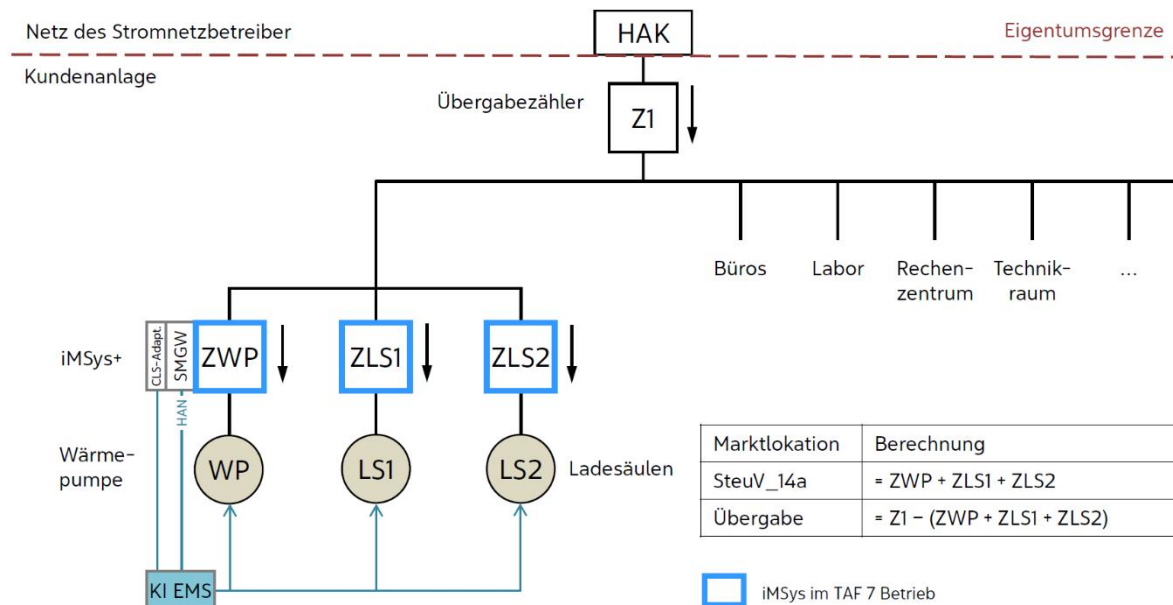 Netz des Stromnetzbetreiber
HAK
Eigentumsgrenze
Kundenanlage
Übergabezähler
Z1
Büros
Labor
Rechen-
zentrum
Technik-
raum
...
iMSys+
CLS-Adapt.
SMGW
ZWP
ZLS1
ZLS2
HAN
Wärme-
pumpe
WP
LS1
LS2
Ladesäulen
Marktlokation
Berechnung
SteuV_14a
= ZWP + ZLS1 + ZLS2
Übergabe
= Z1 − (ZWP + ZLS1 + ZLS2)
KI EMS
iMSys im TAF 7 Betrieb